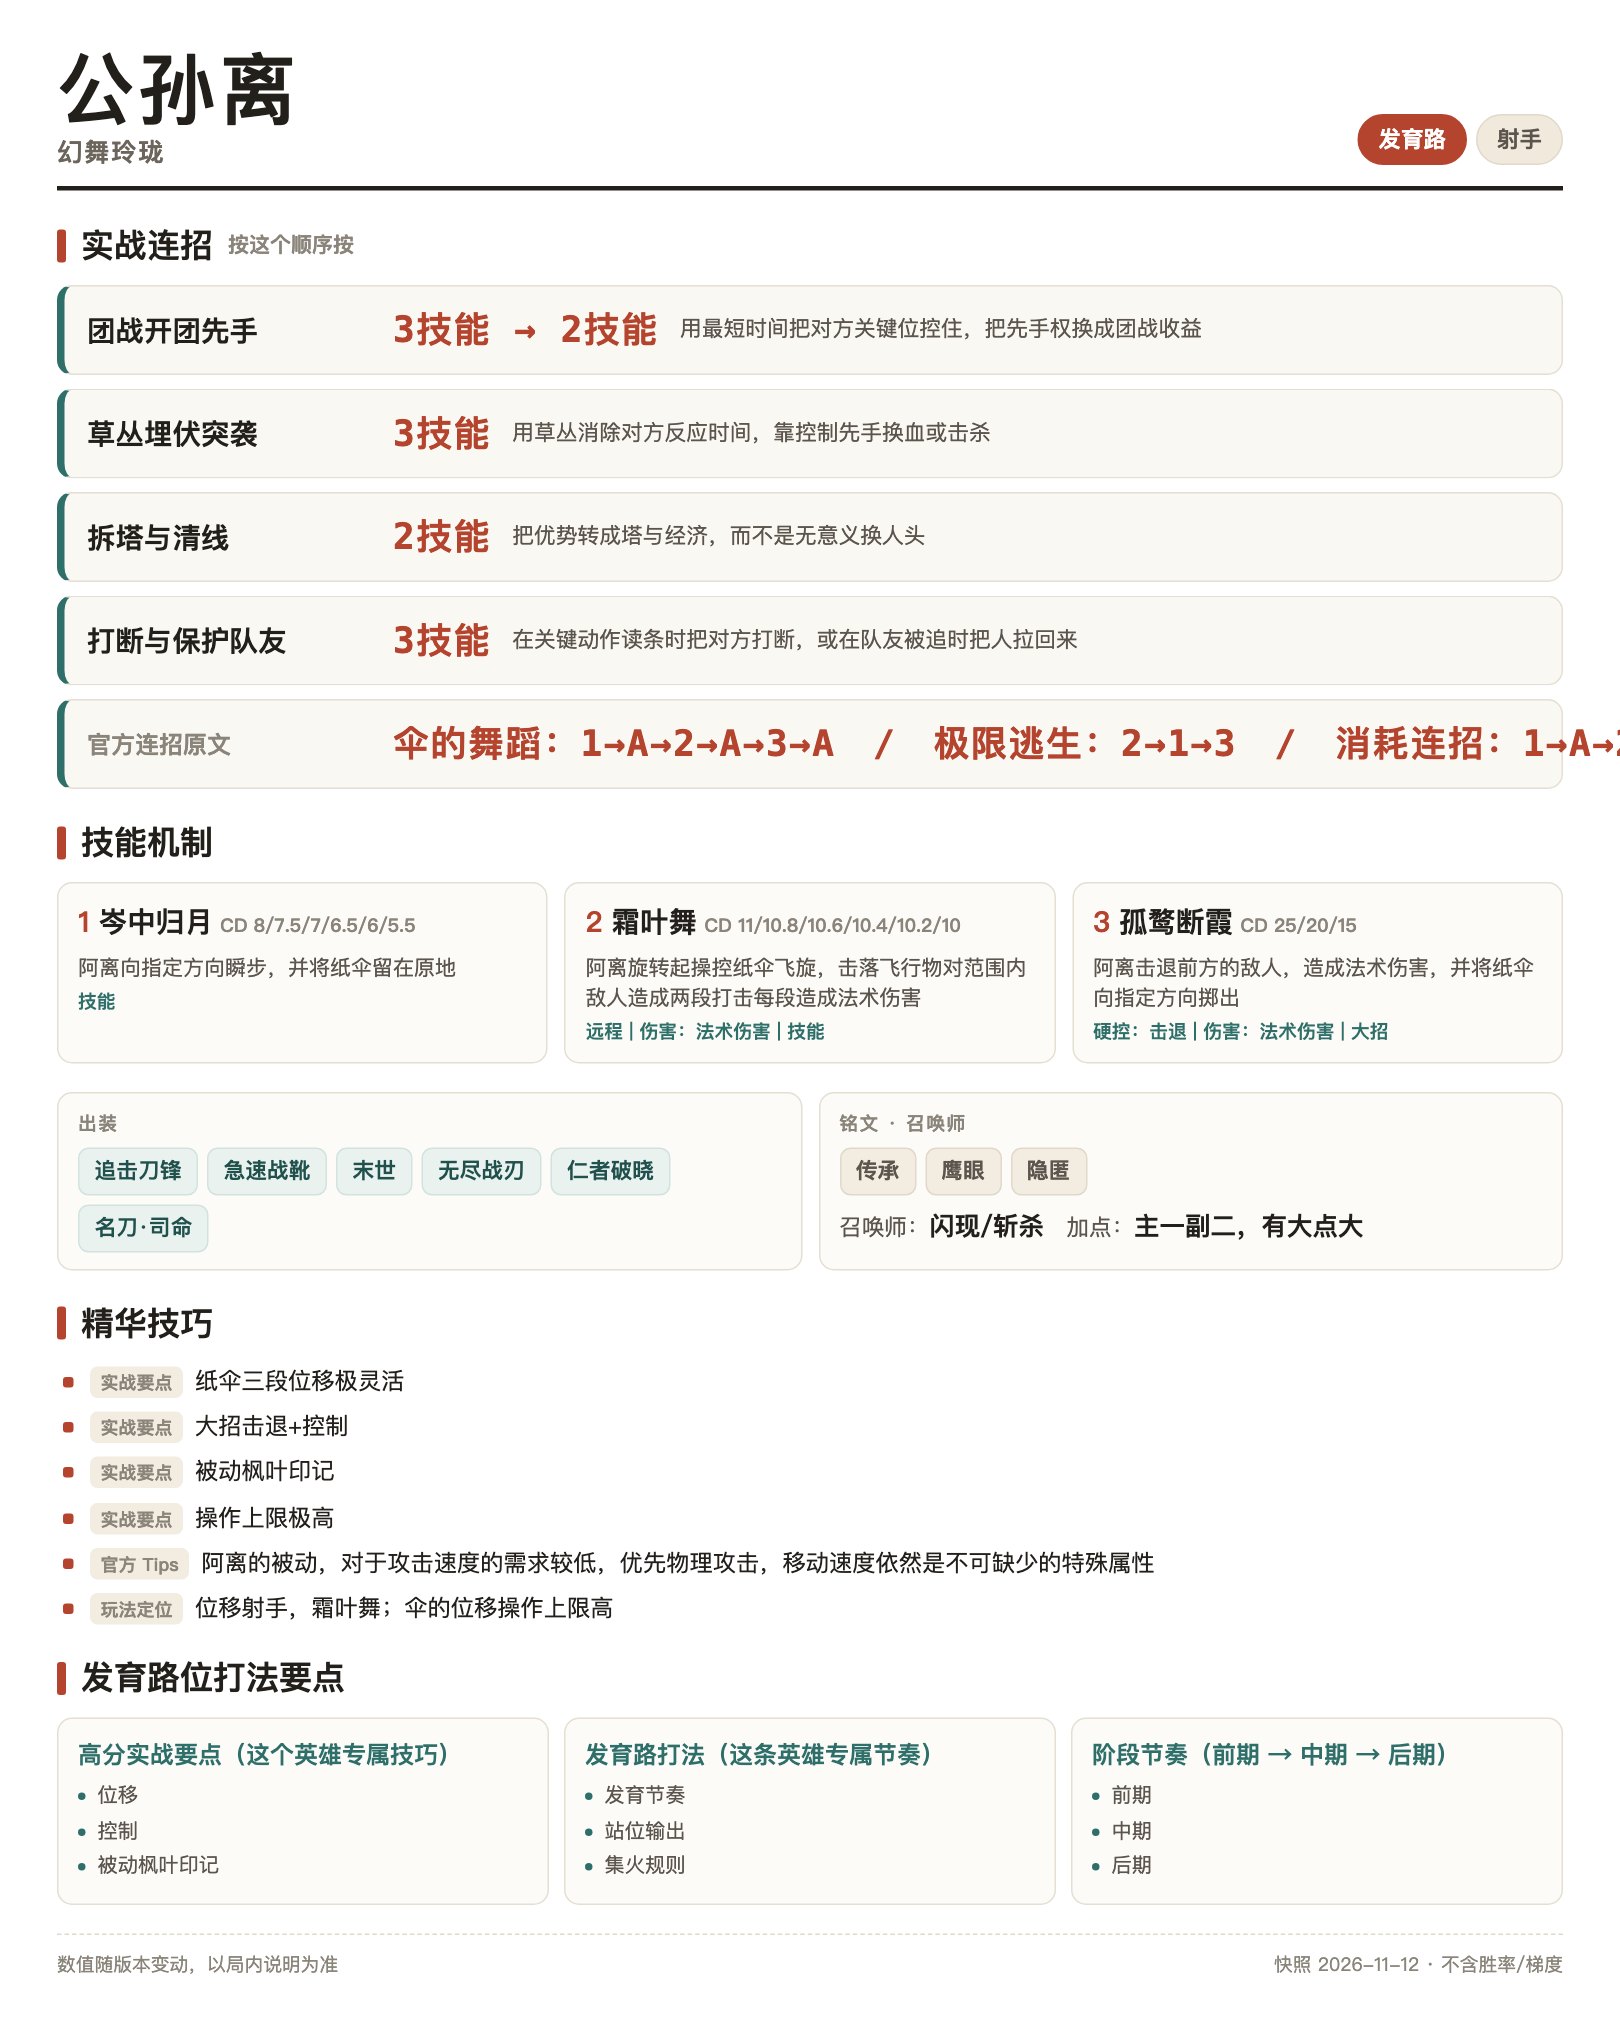 公孙离
幻舞玲珑
发育路
射手
实战连招 按这个顺序按
团战开团先手 3技能 → 2技能 用最短时间把对方关键位控住，把先手权换成团战收益
草丛埋伏突袭 3技能 用草丛消除对方反应时间，靠控制先手换血或击杀
拆塔与清线 2技能 把优势转成塔与经济，而不是无意义换人头
打断与保护队友 3技能 在关键动作读条时把对方打断，或在队友被追时把人拉回来
官方连招原文 伞的舞蹈：1→A→2→A→3→A / 极限逃生：2→1→3 / 消耗连招：1→A→
技能机制
1 岑中归月 CD 8/7.5/7/6.5/6/5.5
阿离向指定方向瞬步，并将纸伞留在原地
技能
2 霜叶舞 CD 11/10.8/10.6/10.4/10.2/10
阿离旋转起操控纸伞飞旋，击落飞行物对范围内
敌人造成两段打击每段造成法术伤害
远程 | 伤害：法术伤害 | 技能
3 孤鹜断霞 CD 25/20/15
阿离击退前方的敌人，造成法术伤害，并将纸伞
向指定方向掷出
硬控：击退 | 伤害：法术伤害 | 大招
出装
追击刀锋 急速战靴 末世 无尽战刃 仁者破晓
名刀·司命
铭文 · 召唤师
传承 鹰眼 隐匿
召唤师：闪现/斩杀 加点：主一副二，有大点大
精华技巧
实战要点 纸伞三段位移极灵活
实战要点 大招击退+控制
实战要点 被动枫叶印记
实战要点 操作上限极高
官方 Tips 阿离的被动，对于攻击速度的需求较低，优先物理攻击，移动速度依然是不可缺少的特殊属性
玩法定位 位移射手，霜叶舞；伞的位移操作上限高
发育路位打法要点
高分实战要点（这个英雄专属技巧）
位移
控制
被动枫叶印记
发育路打法（这条英雄专属节奏）
发育节奏
站位输出
集火规则
阶段节奏（前期 → 中期 → 后期）
前期
中期
后期
数值随版本变动，以局内说明为准
快照 2026-11-12 · 不含胜率/梯度